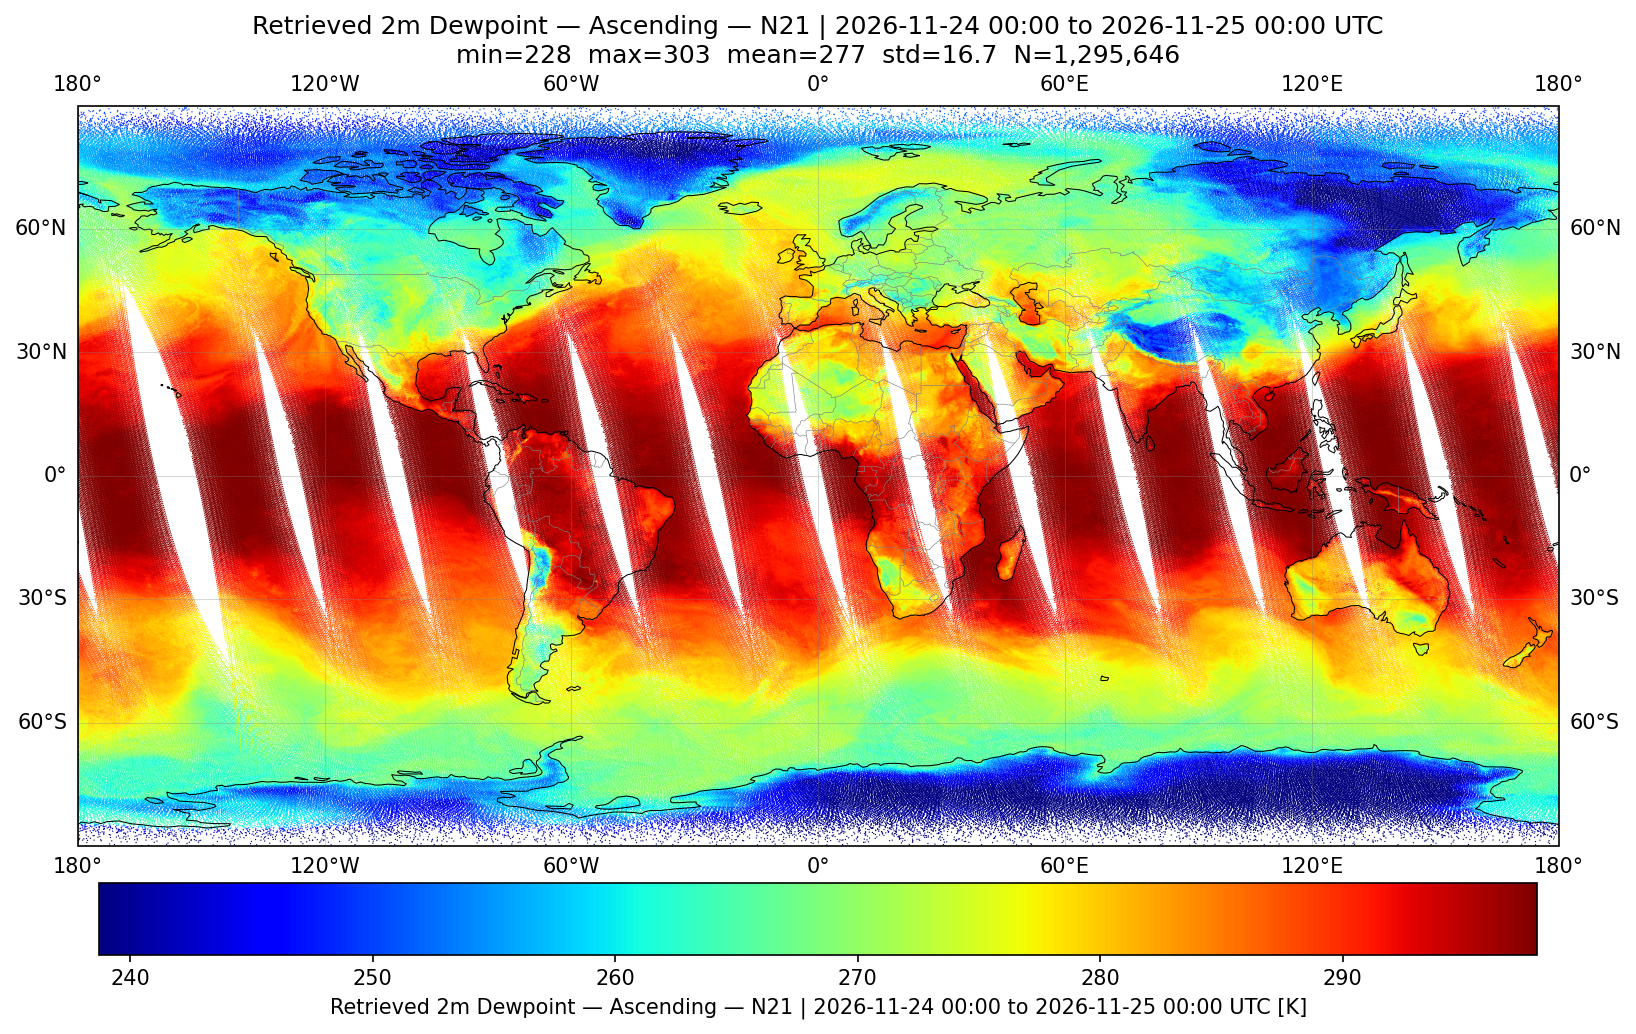 Retrieved 2m Dewpoint — Ascending — N21 | 2026-11-24 00:00 to 2026-11-25 00:00 UTC
min=228 max=303 mean=277 std=16.7 N=1,295,646
180° 120°W 60°W 0° 60°E 120°E 180°
60°N 60°N
30°N 30°N
0° 0°
30°S 30°S
60°S 60°S
180° 120°W 60°W 0° 60°E 120°E 180°
240 250 260 270 280 290
Retrieved 2m Dewpoint — Ascending — N21 | 2026-11-24 00:00 to 2026-11-25 00:00 UTC [K]